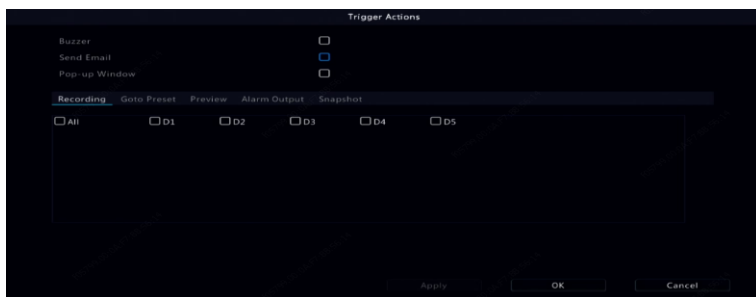 Trigger Actions
Buzzer
Send Email
Pop-up Window
Recording Goto Preset Preview Alarm Output Snapshot
All D1 D2 D3 D4 D5
Apply OK Cancel